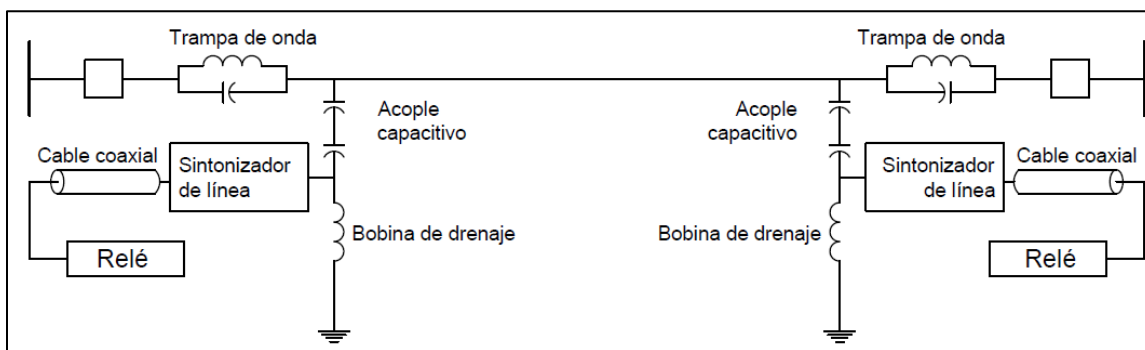 Trampa de onda
Trampa de onda
Acople
capacitivo
Acople
capacitivo
Cable coaxial
Sintonizador
de línea
Sintonizador
de línea
Cable coaxial
Bobina de drenaje
Bobina de drenaje
Relé
Relé